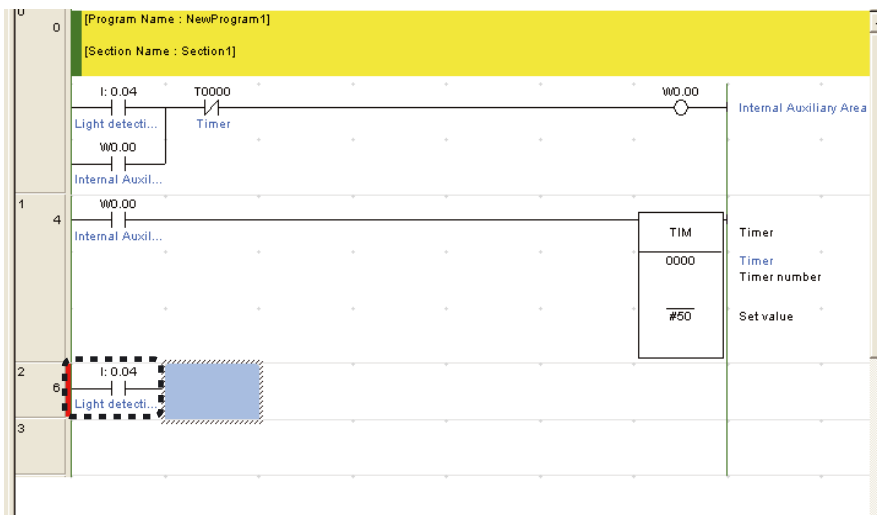 0
0
[Program Name : NewProgram1]
[Section Name : Section1]
I: 0.04 T0000 W0.00
Light detecti... Timer Internal Auxiliary Area
W0.00
Internal Auxil...
1
4
W0.00
Internal Auxil...
TIM Timer
0000 Timer
Timer number
#50 Set value
2
6
I: 0.04
Light detecti...
3